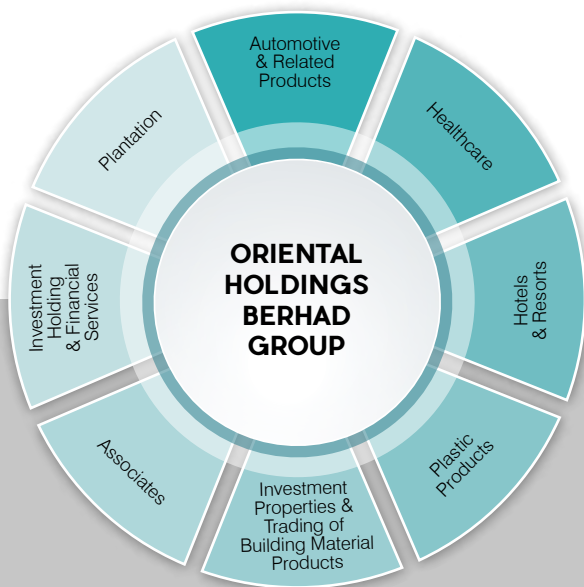 ORIENTAL
HOLDINGS
BERHAD
GROUP
Automotive
& Related
Products
Healthcare
Hotels
& Resorts
Plastic
Products
Investment
Properties &
Trading of
Building Material
Products
Associates
Investment
Holding
& Financial
Services
Plantation